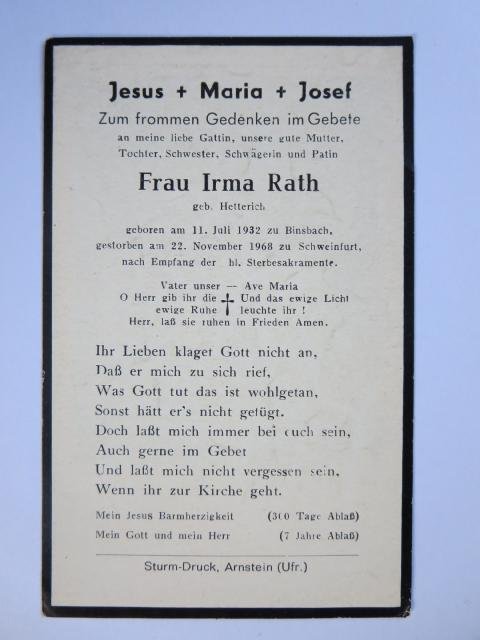 Jesus + Maria + Josef
Zum frommen Gedenken im Gebete
an meine liebe Gattin, unsere gute Mutter,
Tochter, Schwester, Schwägerin und Patin
Frau Irma Rath
geb. Hetterich
geboren am 11. Juli 1932 zu Binsbach,
gestorben am 22. November 1968 zu Schweinfurt,
nach Empfang der hl. Sterbesakramente.
Vater unser — Ave Maria
O Herr gib ihr die † Und das ewige Licht
ewige Ruhe leuchte ihr !
Herr, laß sie ruhen in Frieden Amen.
Ihr Lieben klaget Gott nicht an,
Daß er mich zu sich rief,
Was Gott tut das ist wohlgetan,
Sonst hätt er's nicht gefügt.
Doch laßt mich immer bei euch sein,
Auch gerne im Gebet
Und laßt mich nicht vergessen sein,
Wenn ihr zur Kirche geht.
Mein Jesus Barmherzigkeit (300 Tage Ablaß)
Mein Gott und mein Herr (7 Jahre Ablaß)
Sturm-Druck, Arnstein (Ufr.)